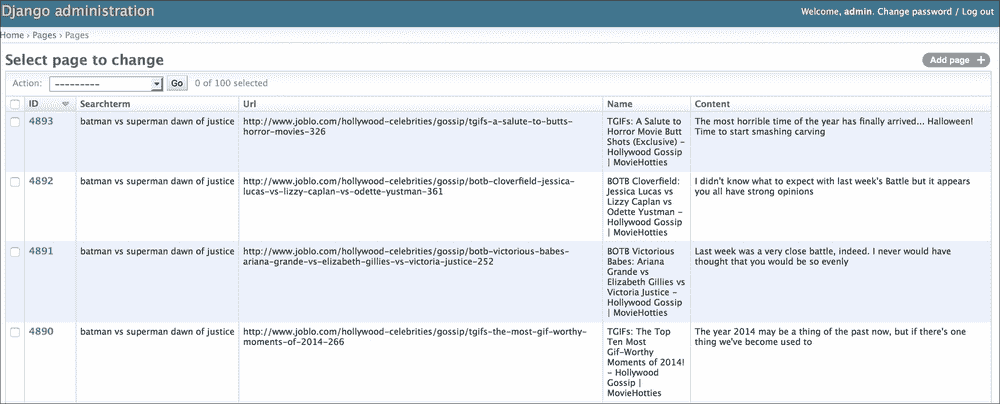 Django administration
Welcome, admin. Change password / Log out
Home › Pages › Pages
Select page to change
Add page +
Action: --------- Go 0 of 100 selected
ID Searchterm Url Name Content
4893 batman vs superman dawn of justice
http://www.joblo.com/hollywood-celebrities/gossip/tgifs-a-salute-to-butts-
horror-movies-326
TGIFs: A Salute to
Horror Movie Butt
Shots (Exclusive) -
Hollywood Gossip
| MovieHotties
The most horrible time of the year has finally arrived... Halloween!
Time to start smashing carving
4892 batman vs superman dawn of justice
http://www.joblo.com/hollywood-celebrities/gossip/botb-cloverfield-jessica-
lucas-vs-lizzy-caplan-vs-odette-yustman-361
BOTB Cloverfield:
Jessica Lucas vs
Lizzy Caplan vs
Odette Yustman -
Hollywood Gossip
| MovieHotties
I didn't know what to expect with last week's Battle but it appears
you all have strong opinions
4891 batman vs superman dawn of justice
http://www.joblo.com/hollywood-celebrities/gossip/botb-victorious-babes-
ariana-grande-vs-elizabeth-gillies-vs-victoria-justice-252
BOTB Victorious
Babes: Ariana
Grande vs
Elizabeth Gillies vs
Victoria Justice -
Hollywood Gossip
| MovieHotties
Last week was a very close battle, indeed. I never would have
thought that you would be so evenly
4890 batman vs superman dawn of justice
http://www.joblo.com/hollywood-celebrities/gossip/tgifs-the-most-gif-worthy-
moments-of-2014-266
TGIFs: The Top
Ten Most
Gif-Worthy
Moments of 2014!
- Hollywood
Gossip |
MovieHotties
The year 2014 may be a thing of the past now, but if there's one
thing we've become used to